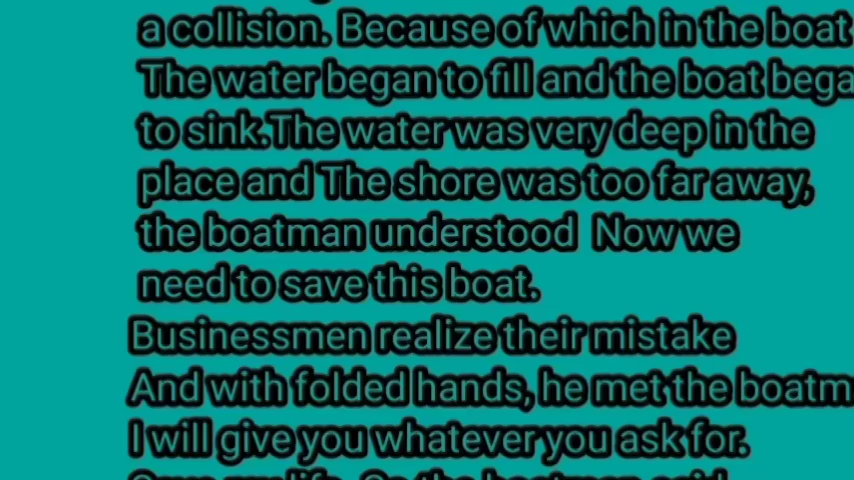 a collision. Because of which in the boat
The water began to fill and the boat bega
to sink.The water was very deep in the
place and The shore was too far away,
the boatman understood Now we
need to save this boat.
Businessmen realize their mistake
And with folded hands, he met the boatm
I will give you whatever you ask for.